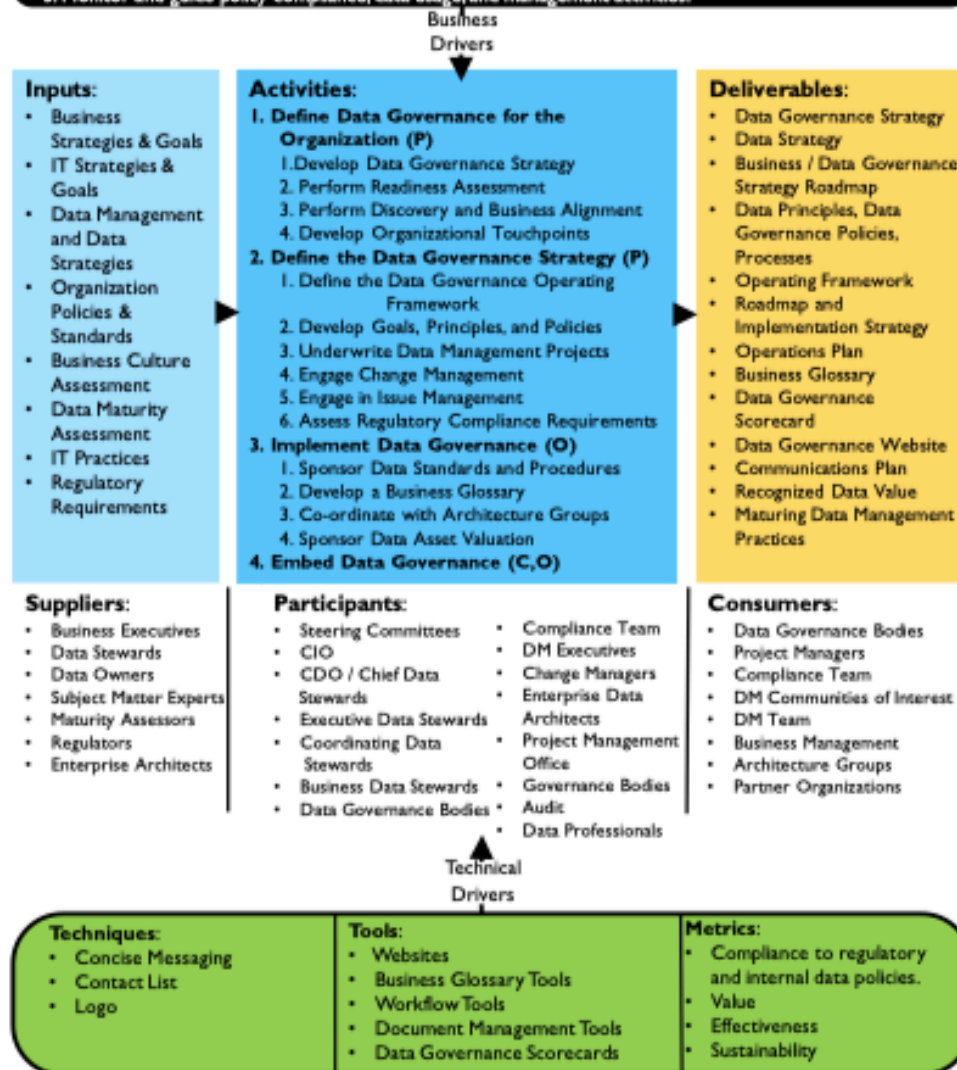 3. Monitor and guide policy compliance, data usage, and management activities.
Business
Drivers
Inputs:
• Business
Strategies & Goals
• IT Strategies &
Goals
• Data Management
and Data
Strategies
• Organization
Policies &
Standards
• Business Culture
Assessment
• Data Maturity
Assessment
• IT Practices
• Regulatory
Requirements
Activities:
1. Define Data Governance for the
Organization (P)
1.Develop Data Governance Strategy
2. Perform Readiness Assessment
3. Perform Discovery and Business Alignment
4. Develop Organizational Touchpoints
2. Define the Data Governance Strategy (P)
1. Define the Data Governance Operating
Framework
2. Develop Goals, Principles, and Policies
3. Underwrite Data Management Projects
4. Engage Change Management
5. Engage in Issue Management
6. Assess Regulatory Compliance Requirements
3. Implement Data Governance (O)
1. Sponsor Data Standards and Procedures
2. Develop a Business Glossary
3. Co-ordinate with Architecture Groups
4. Sponsor Data Asset Valuation
4. Embed Data Governance (C,O)
Deliverables:
• Data Governance Strategy
• Data Strategy
• Business / Data Governance
Strategy Roadmap
• Data Principles, Data
Governance Policies,
Processes
• Operating Framework
• Roadmap and
Implementation Strategy
• Operations Plan
• Business Glossary
• Data Governance
Scorecard
• Data Governance Website
• Communications Plan
• Recognized Data Value
• Maturing Data Management
Practices
Suppliers:
• Business Executives
• Data Stewards
• Data Owners
• Subject Matter Experts
• Maturity Assessors
• Regulators
• Enterprise Architects
Participants:
• Steering Committees
• CIO
• CDO / Chief Data
Stewards
• Executive Data Stewards
• Coordinating Data
Stewards
• Business Data Stewards
• Data Governance Bodies
• Compliance Team
• DM Executives
• Change Managers
• Enterprise Data
Architects
• Project Management
Office
• Governance Bodies
• Audit
• Data Professionals
Consumers:
• Data Governance Bodies
• Project Managers
• Compliance Team
• DM Communities of Interest
• DM Team
• Business Management
• Architecture Groups
• Partner Organizations
Technical
Drivers
Techniques:
• Concise Messaging
• Contact List
• Logo
Tools:
• Websites
• Business Glossary Tools
• Workflow Tools
• Document Management Tools
• Data Governance Scorecards
Metrics:
• Compliance to regulatory
and internal data policies.
• Value
• Effectiveness
• Sustainability